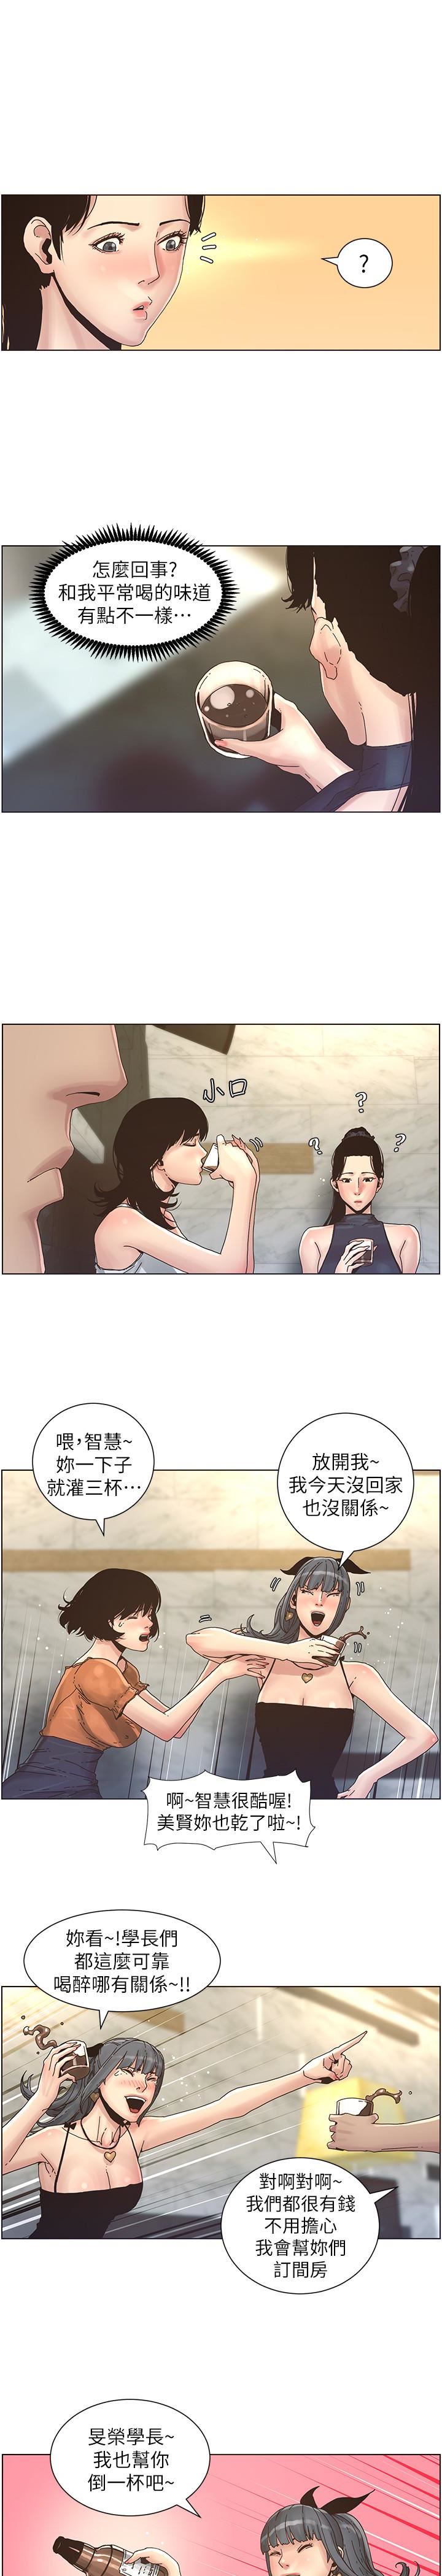 ?
怎麼回事?
和我平常喝的味道
有點不一樣…
小口
?
?
?
喂,智慧~
妳一下子
就灌三杯…
放開我~
我今天沒回家
也沒關係~
啊~智慧很酷喔!
美賢妳也乾了啦~!
妳看~!學長們
都這麼可靠
喝醉哪有關係~!!
對啊對啊~
我們都很有錢
不用擔心
我會幫妳們
訂間房
旻榮學長~
我也幫你
倒一杯吧~